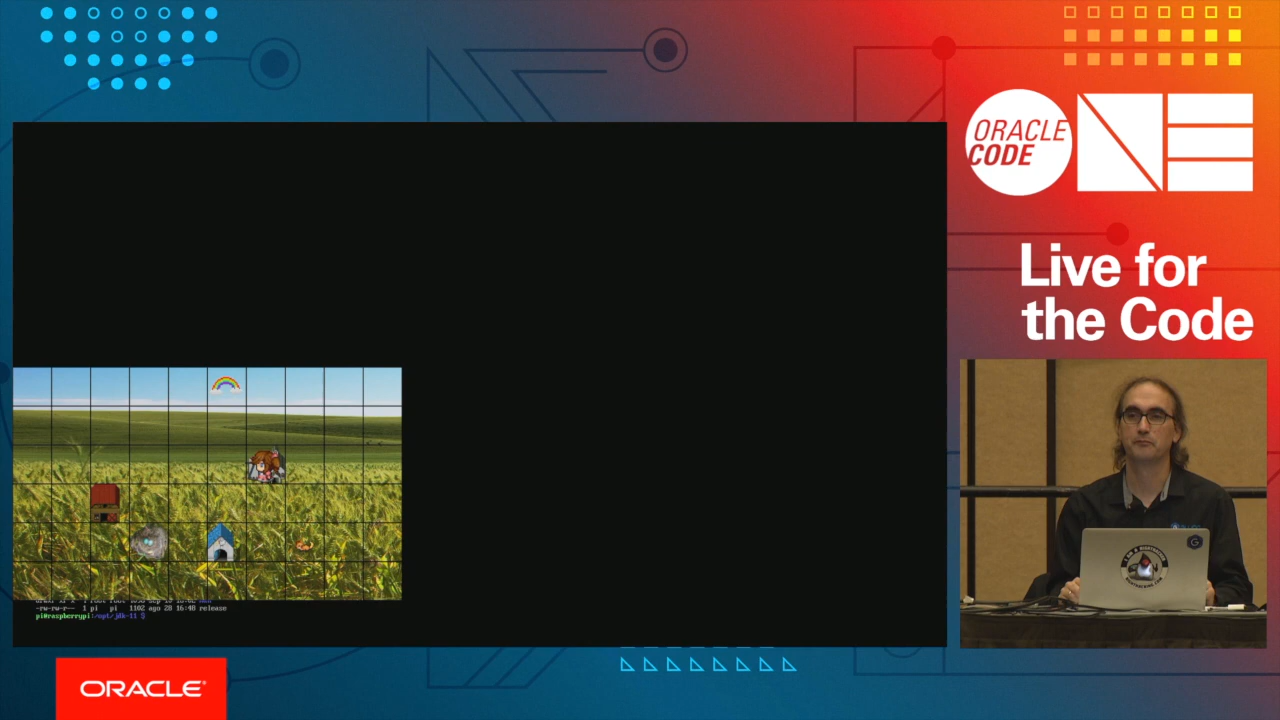 ORACLE
CODE
ONE
Live for
the Code
-rw-rw-r-- 1 pi pi 1102 ago 28 16:48 release
pi@raspberrypi:/opt/jdk-11 $
ORACLE